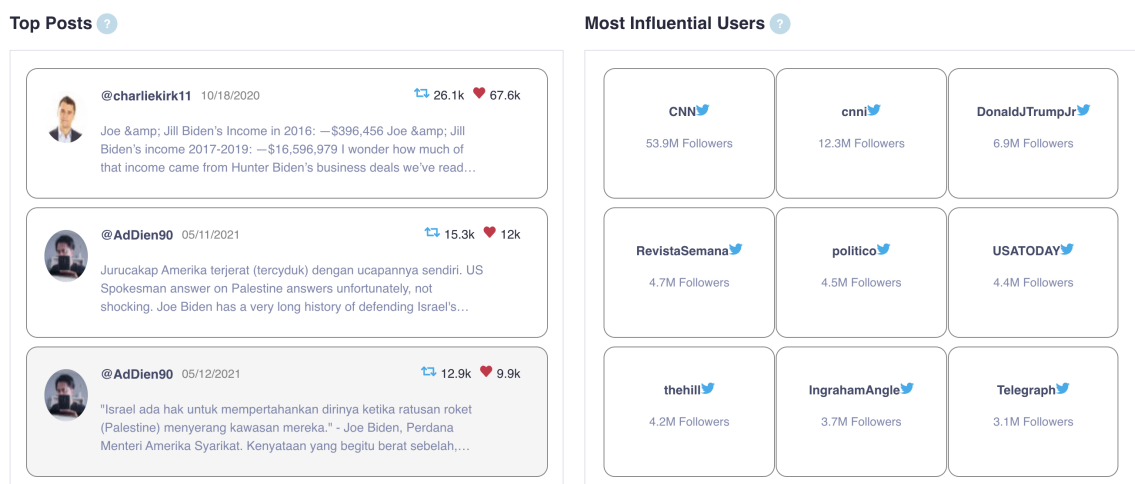 Top Posts ?
@charliekirk11 10/18/2020 26.1k 67.6k
Joe &amp; Jill Biden's Income in 2016: —$396,456 Joe &amp; Jill
Biden's income 2017-2019: —$16,596,979 I wonder how much of
that income came from Hunter Biden's business deals we've read…
@AdDien90 05/11/2021 15.3k 12k
Jurucakap Amerika terjerat (tercyduk) dengan ucapannya sendiri. US
Spokesman answer on Palestine answers unfortunately, not
shocking. Joe Biden has a very long history of defending Israel's…
@AdDien90 05/12/2021 12.9k 9.9k
"Israel ada hak untuk mempertahankan dirinya ketika ratusan roket
(Palestine) menyerang kawasan mereka." - Joe Biden, Perdana
Menteri Amerika Syarikat. Kenyataan yang begitu berat sebelah,…
Most Influential Users ?
CNN
53.9M Followers
cnni
12.3M Followers
DonaldJTrumpJr
6.9M Followers
RevistaSemana
4.7M Followers
politico
4.5M Followers
USATODAY
4.4M Followers
thehill
4.2M Followers
IngrahamAngle
3.7M Followers
Telegraph
3.1M Followers